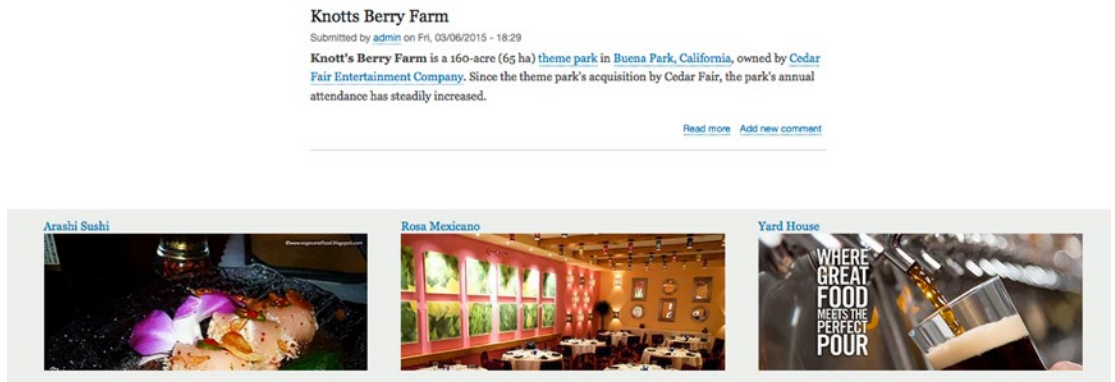 Knotts Berry Farm
Submitted by admin on Fri, 03/06/2015 - 18:29
Knott's Berry Farm is a 160-acre (65 ha) theme park in Buena Park, California, owned by Cedar
Fair Entertainment Company. Since the theme park's acquisition by Cedar Fair, the park's annual
attendance has steadily increased.
Read more Add new comment
Arashi Sushi
Rosa Mexicano
Yard House
WHERE
GREAT
FOOD
MEETS THE
PERFECT
POUR